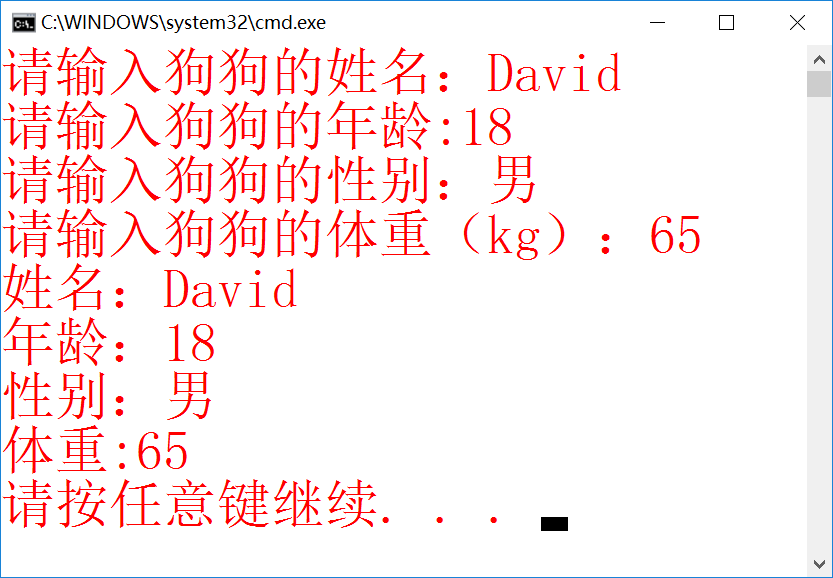 C:\WINDOWS\system32\cmd.exe
请输入狗狗的姓名：David
请输入狗狗的年龄:18
请输入狗狗的性别：男
请输入狗狗的体重（kg）：65
姓名：David
年龄：18
性别：男
体重:65
请按任意键继续. . .